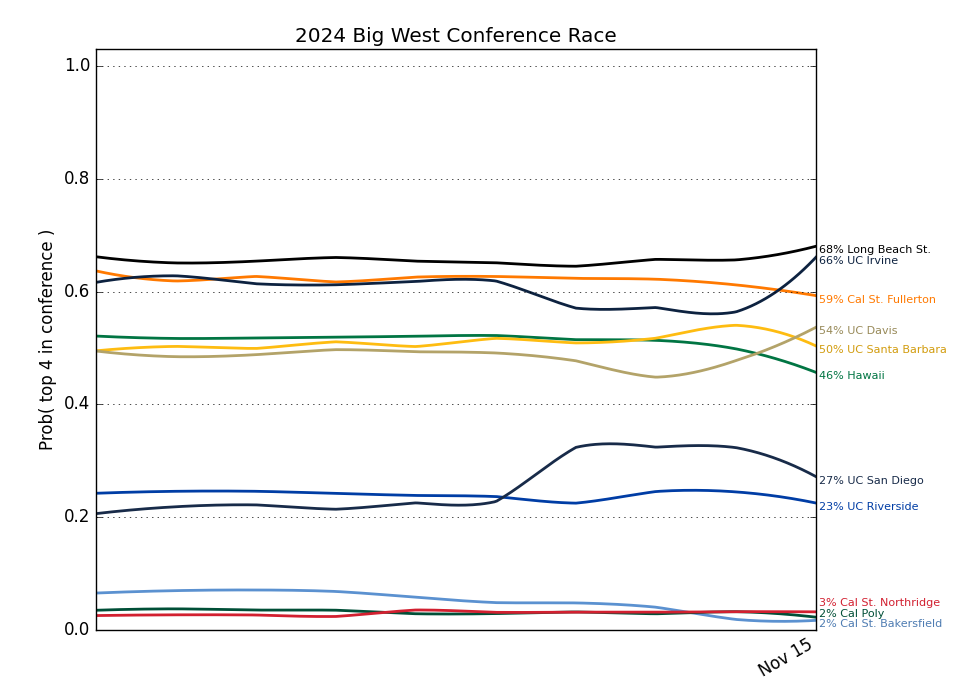 2024 Big West Conference Race
Prob( top 4 in conference )
1.0
0.8
0.6
0.4
0.2
0.0
68% Long Beach St.
66% UC Irvine
59% Cal St. Fullerton
54% UC Davis
50% UC Santa Barbara
46% Hawaii
27% UC San Diego
23% UC Riverside
3% Cal St. Northridge
2% Cal Poly
2% Cal St. Bakersfield
Nov 15